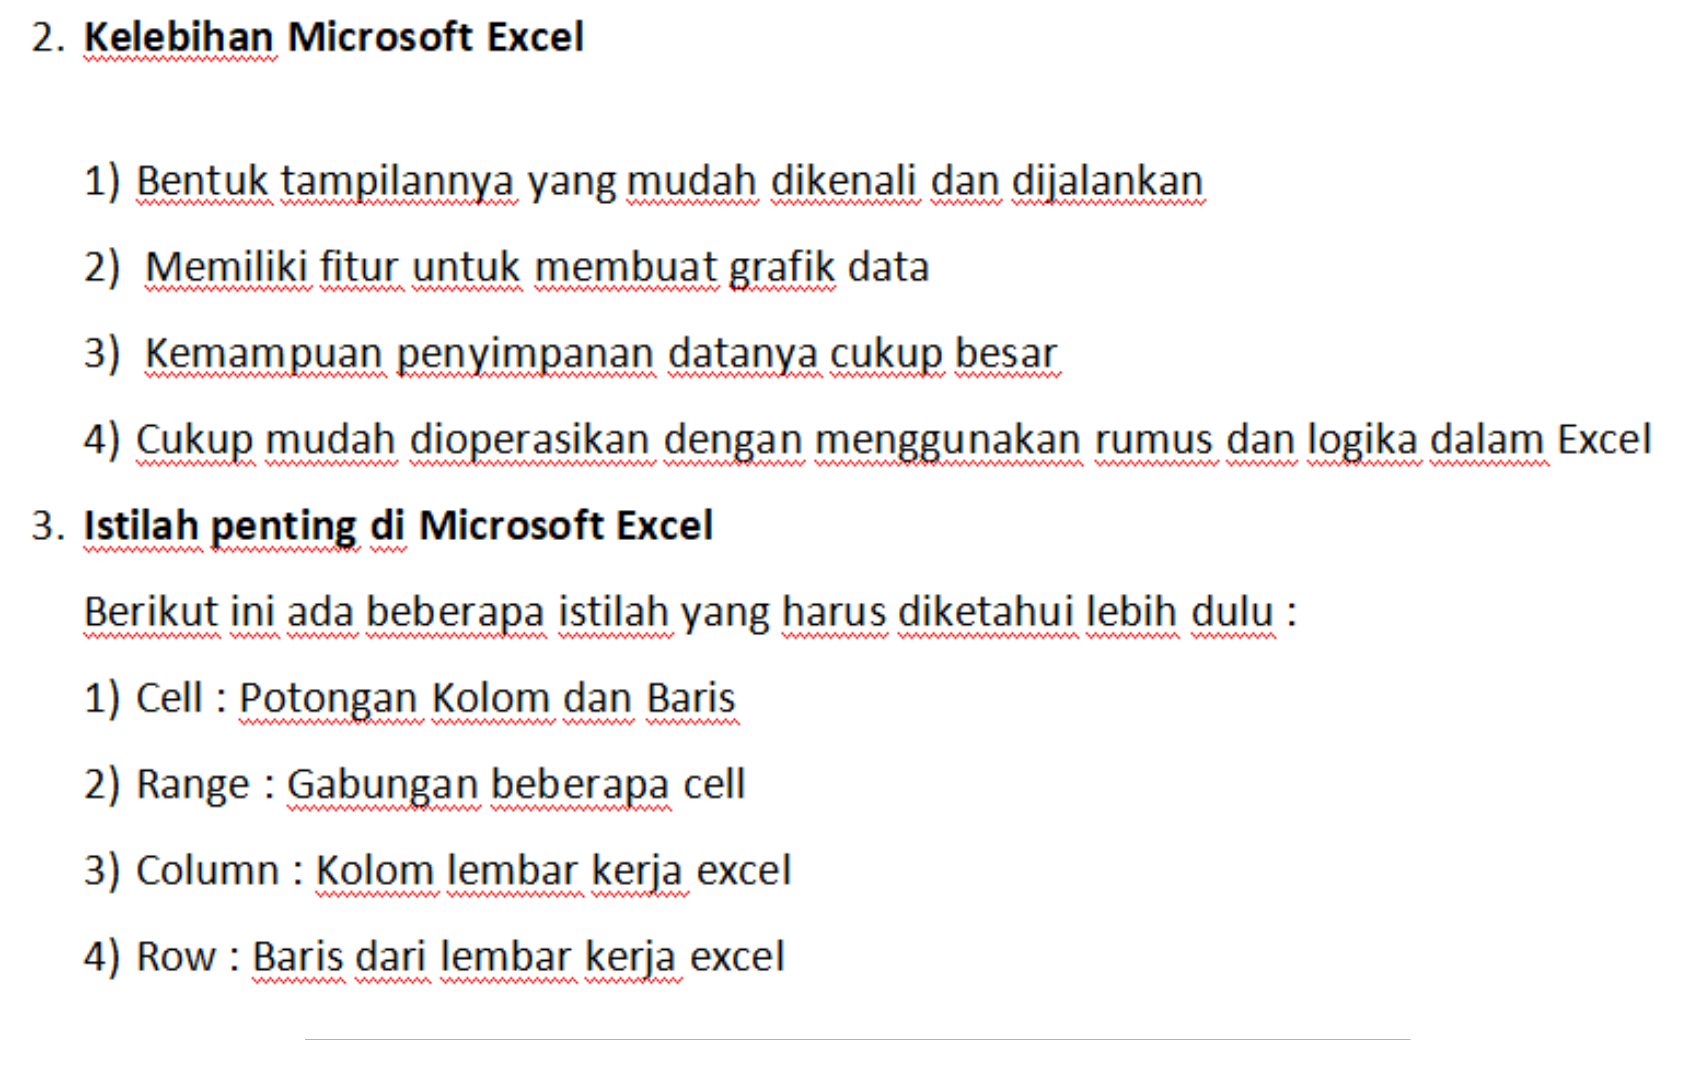 2. Kelebihan Microsoft Excel
1) Bentuk tampilannya yang mudah dikenali dan dijalankan
2) Memiliki fitur untuk membuat grafik data
3) Kemampuan penyimpanan datanya cukup besar
4) Cukup mudah dioperasikan dengan menggunakan rumus dan logika dalam Excel
3. Istilah penting di Microsoft Excel
Berikut ini ada beberapa istilah yang harus diketahui lebih dulu :
1) Cell : Potongan Kolom dan Baris
2) Range : Gabungan beberapa cell
3) Column : Kolom lembar kerja excel
4) Row : Baris dari lembar kerja excel